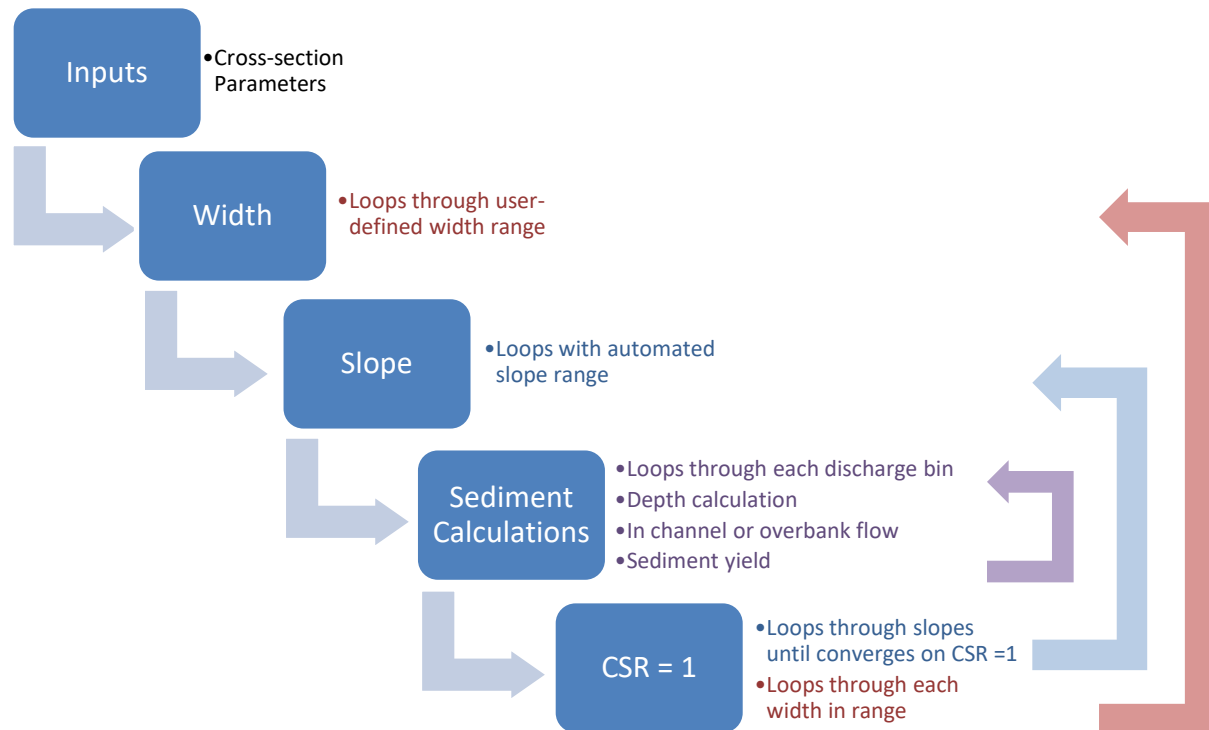 Inputs
•Cross-section
Parameters
Width
•Loops through user-
defined width range
Slope
•Loops with automated
slope range
Sediment
Calculations
•Loops through each discharge bin
•Depth calculation
•In channel or overbank flow
•Sediment yield
CSR = 1
•Loops through slopes
until converges on CSR =1
•Loops through each
width in range